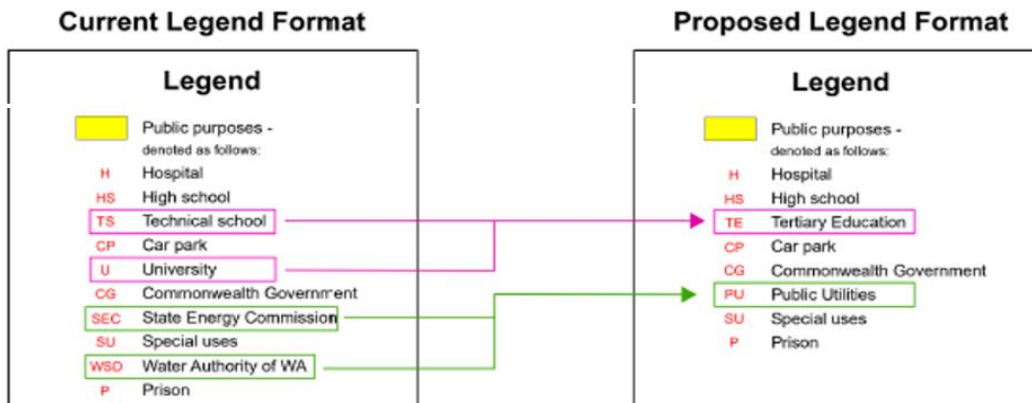 Current Legend Format
Legend
Public purposes -
denoted as follows:
H Hospital
HS High school
TS Technical school
CP Car park
U University
CG Commonwealth Government
SEC State Energy Commission
SU Special uses
WSD Water Authority of WA
P Prison
Proposed Legend Format
Legend
Public purposes -
denoted as follows:
H Hospital
HS High school
TE Tertiary Education
CP Car park
CG Commonwealth Government
PU Public Utilities
SU Special uses
P Prison